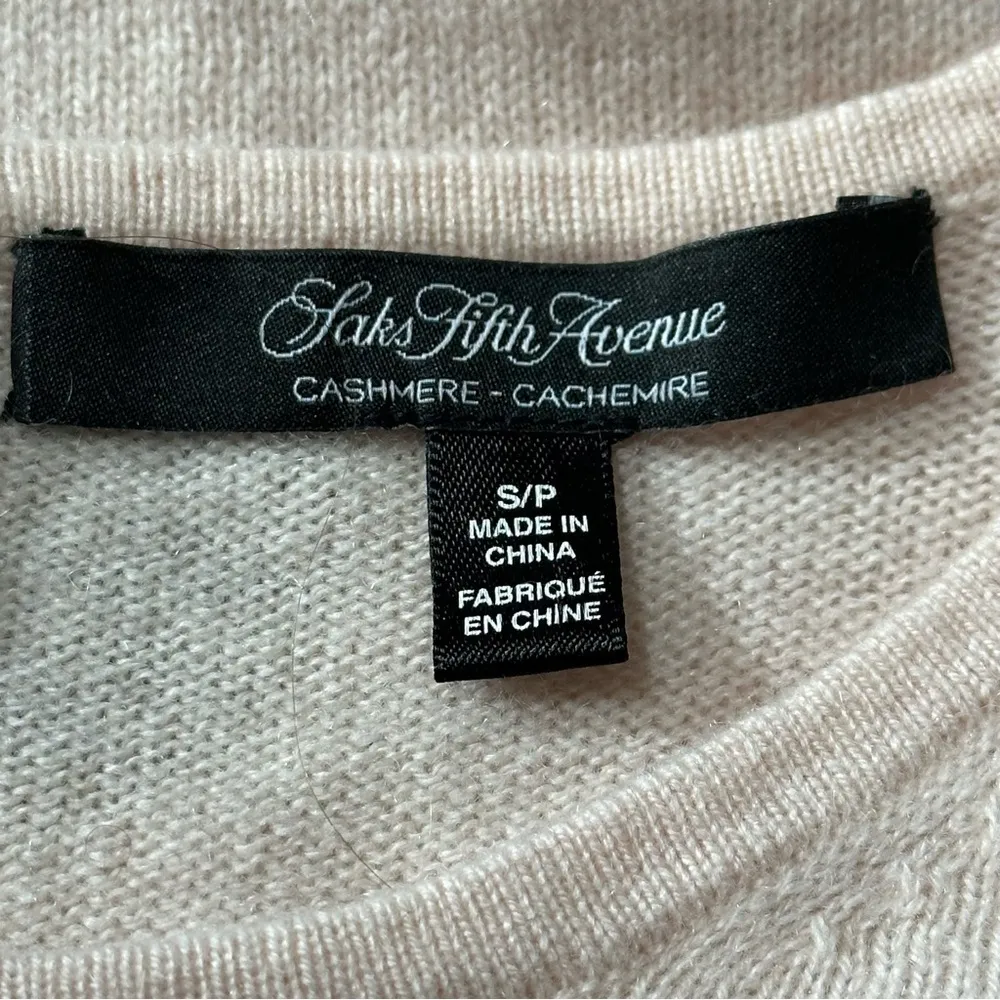 Saks Fifth Avenue
CASHMERE - CACHEMIRE
S/P
MADE IN
CHINA
FABRIQUÉ
EN CHINE